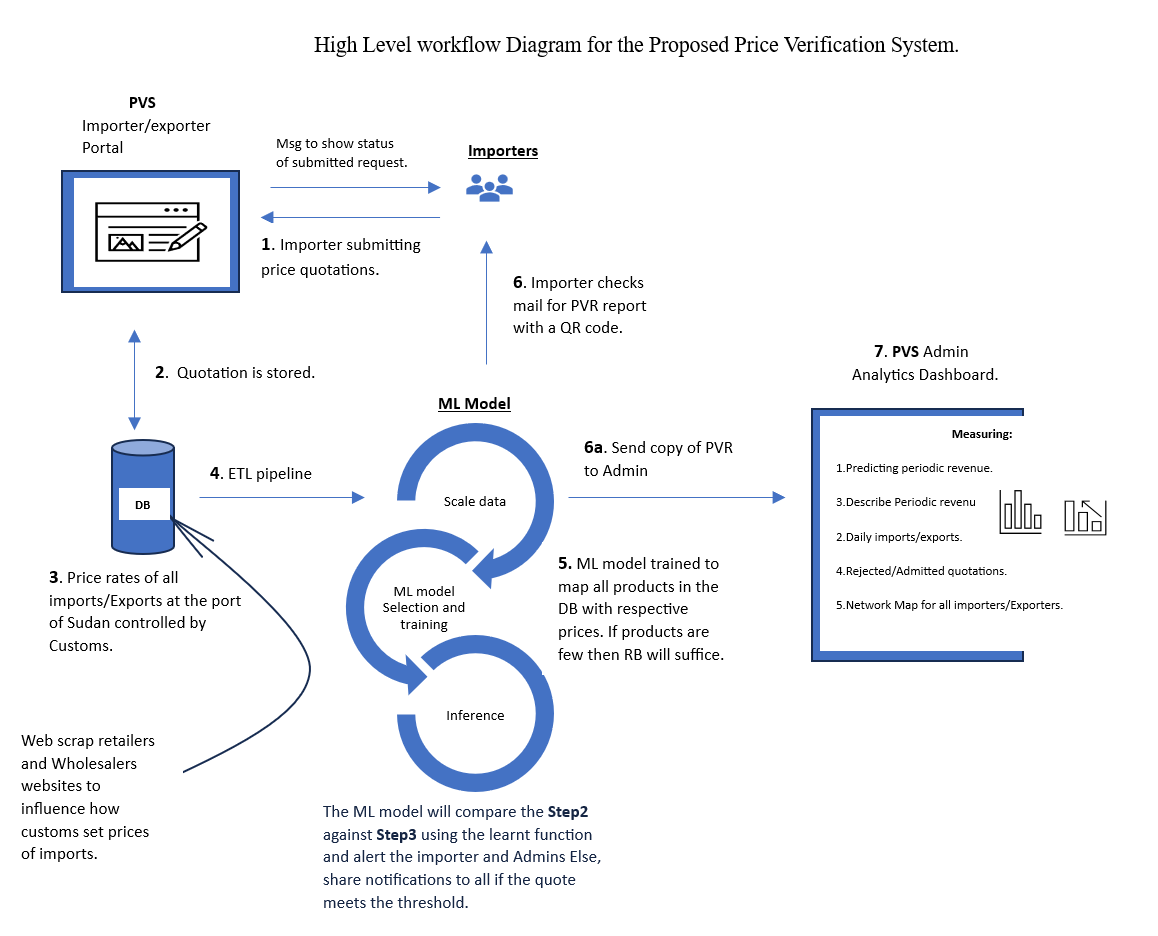 High Level workflow Diagram for the Proposed Price Verification System.
PVS
Importer/exporter
Portal
Msg to show status
of submitted request.
Importers
1. Importer submitting
price quotations.
6. Importer checks
mail for PVR report
with a QR code.
2.  Quotation is stored.
7. PVS Admin
Analytics Dashboard.
ML Model
Measuring:
1.Predicting periodic revenue.
3.Describe Periodic revenu
2.Daily imports/exports.
4.Rejected/Admitted quotations.
5.Network Map for all importers/Exporters.
6a. Send copy of PVR
to Admin
4. ETL pipeline
DB
Scale data
3. Price rates of all
imports/Exports at the port
of Sudan controlled by
Customs.
ML model
Selection and
training
5. ML model trained to
map all products in the
DB with respective
prices. If products are
few then RB will suffice.
Inference
Web scrap retailers
and Wholesalers
websites to
influence how
customs set prices
of imports.
The ML model will compare the Step2
against Step3 using the learnt function
and alert the importer and Admins Else,
share notifications to all if the quote
meets the threshold.